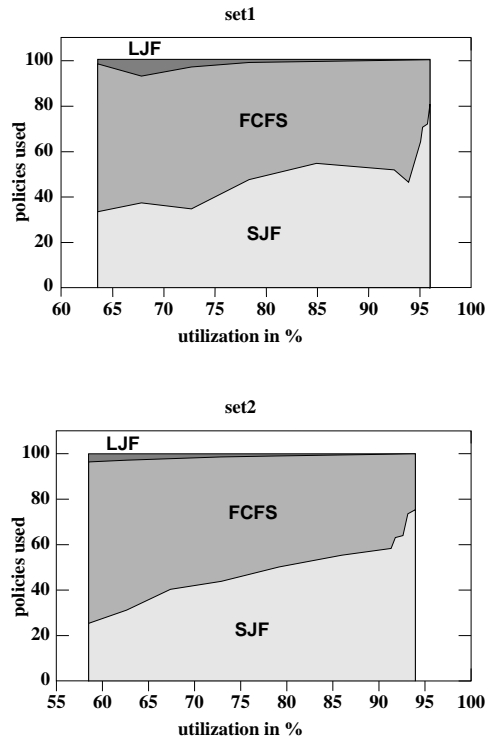 set1
LJF
100
80
FCFS
60
policies used
40
SJF
20
0
60 65 70 75 80 85 90 95 100
utilization in %
set2
LJF
100
80
FCFS
60
policies used
40
SJF
20
0
55 60 65 70 75 80 85 90 95 100
utilization in %